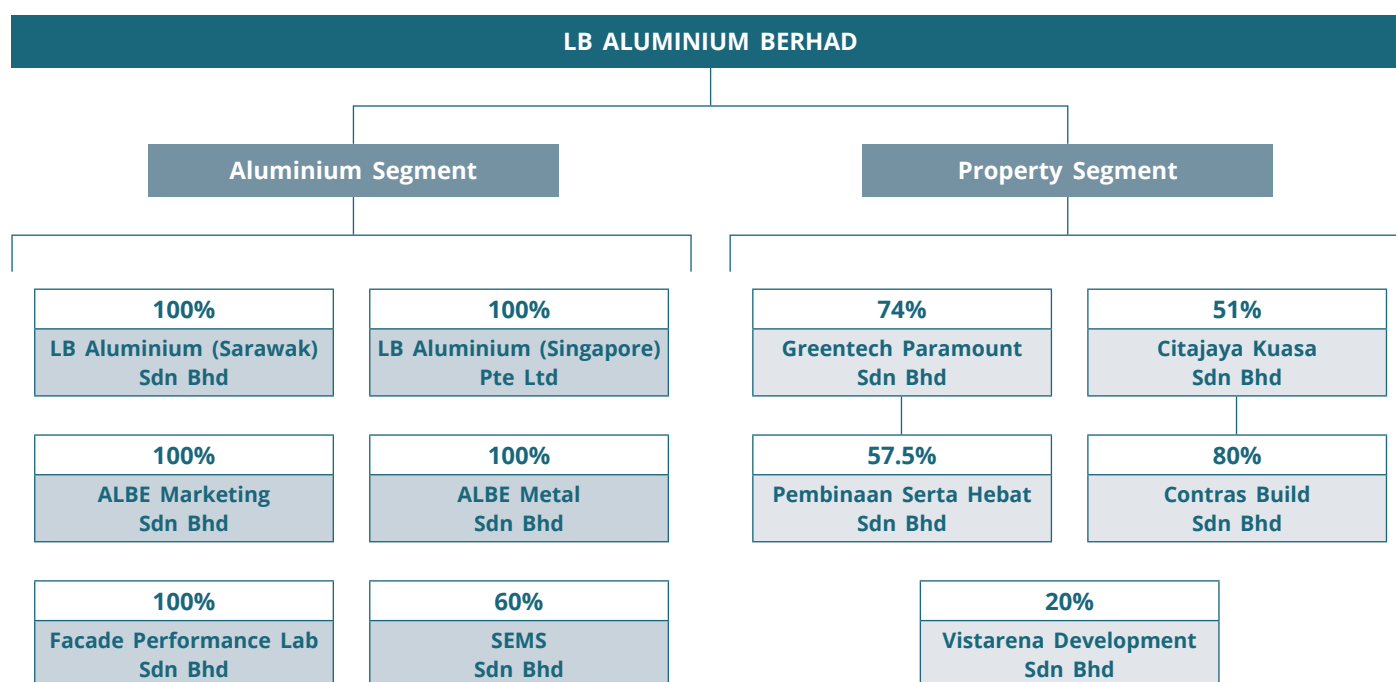 LB ALUMINIUM BERHAD
Aluminium Segment
Property Segment
100%
LB Aluminium (Sarawak)
Sdn Bhd
100%
LB Aluminium (Singapore)
Pte Ltd
74%
Greentech Paramount
Sdn Bhd
51%
Citajaya Kuasa
Sdn Bhd
100%
ALBE Marketing
Sdn Bhd
100%
ALBE Metal
Sdn Bhd
57.5%
Pembinaan Serta Hebat
Sdn Bhd
80%
Contras Build
Sdn Bhd
100%
Facade Performance Lab
Sdn Bhd
60%
SEMS
Sdn Bhd
20%
Vistarena Development
Sdn Bhd